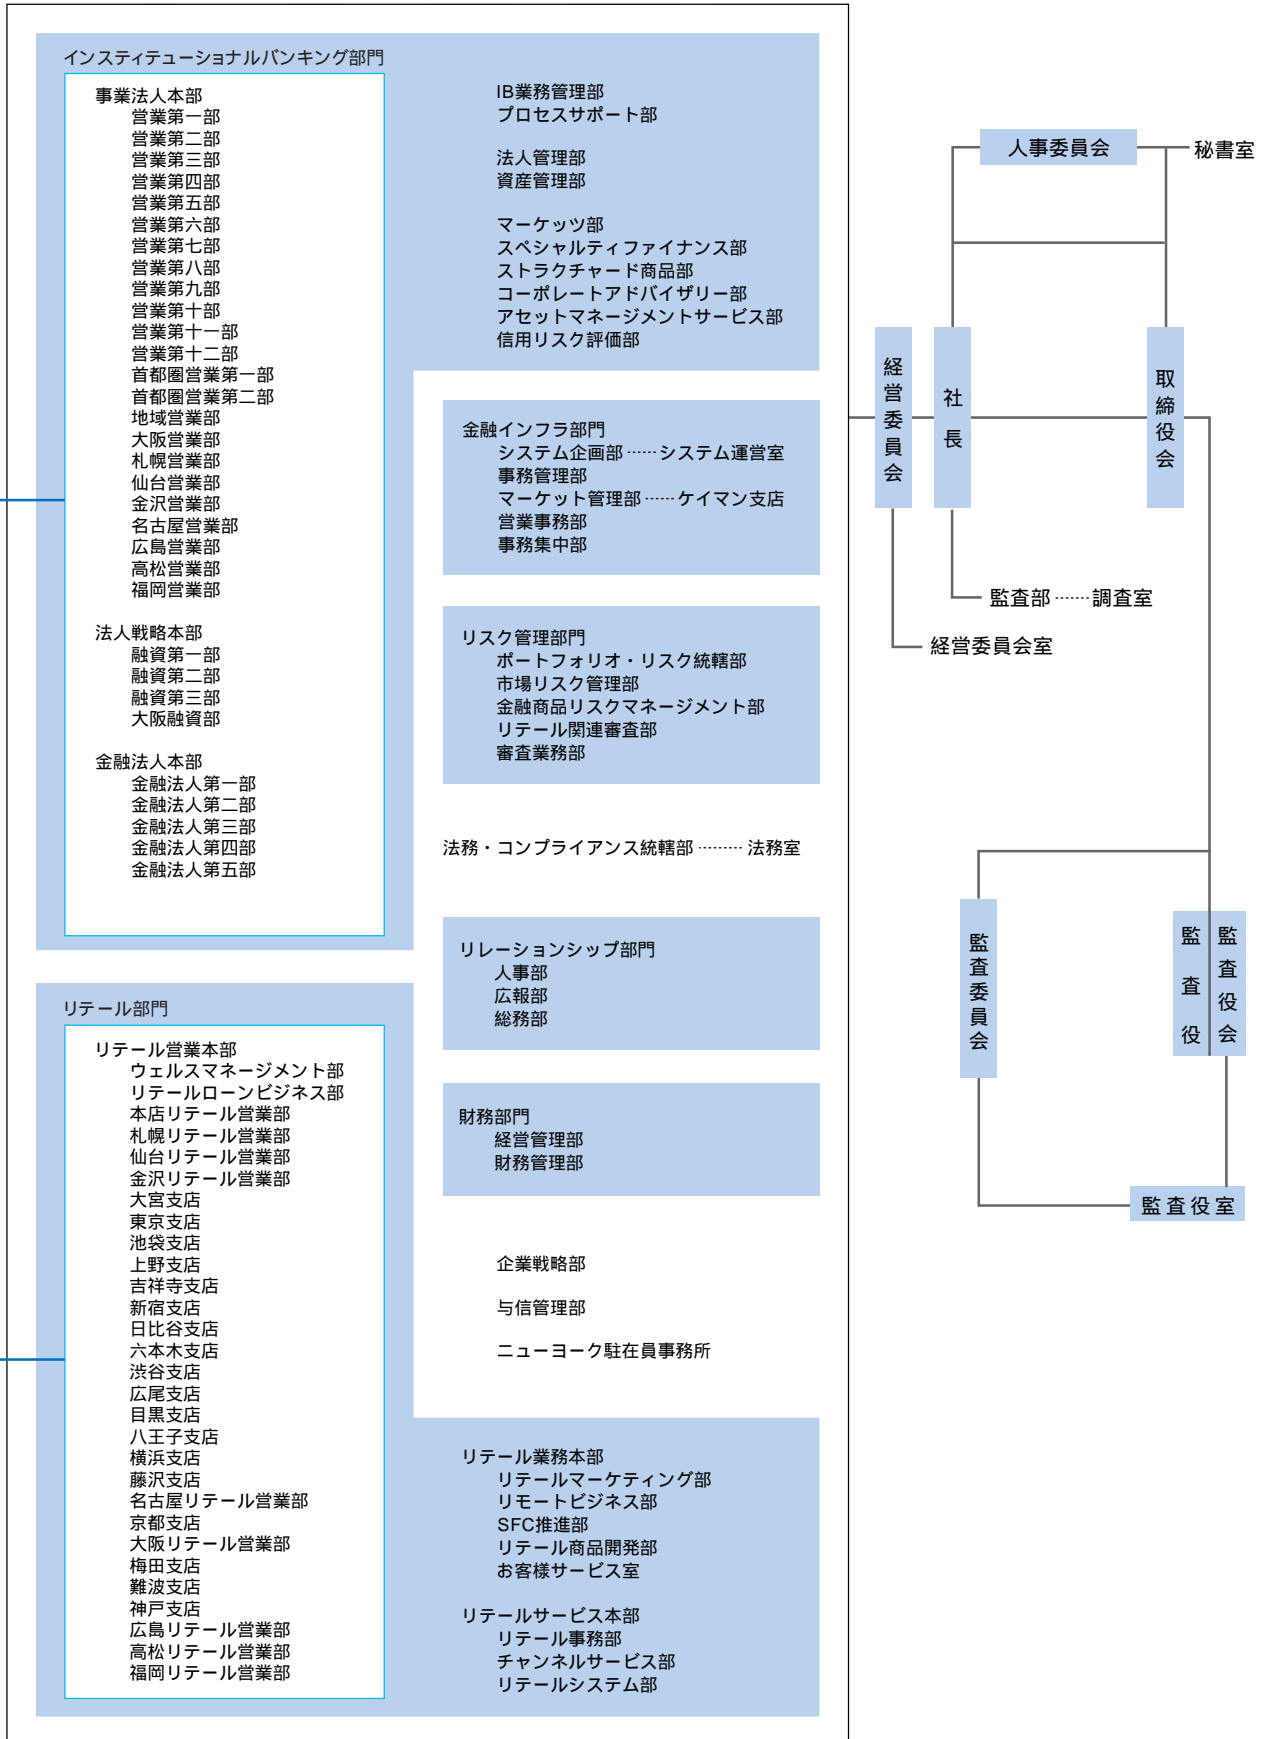 インスティテューショナルバンキング部門
事業法人本部
営業第一部
営業第二部
営業第三部
営業第四部
営業第五部
営業第六部
営業第七部
営業第八部
営業第九部
営業第十部
営業第十一部
営業第十二部
首都圏営業第一部
首都圏営業第二部
地域営業部
大阪営業部
札幌営業部
仙台営業部
金沢営業部
名古屋営業部
広島営業部
高松営業部
福岡営業部
法人戦略本部
融資第一部
融資第二部
融資第三部
大阪融資部
金融法人本部
金融法人第一部
金融法人第二部
金融法人第三部
金融法人第四部
金融法人第五部
IB業務管理部
プロセスサポート部
法人管理部
資産管理部
マーケッツ部
スペシャルティファイナンス部
ストラクチャード商品部
コーポレートアドバイザリー部
アセットマネージメントサービス部
信用リスク評価部
金融インフラ部門
システム企画部……システム運営室
事務管理部
マーケット管理部……ケイマン支店
営業事務部
事務集中部
リスク管理部門
ポートフォリオ・リスク統轄部
市場リスク管理部
金融商品リスクマネージメント部
リテール関連審査部
審査業務部
法務・コンプライアンス統轄部………法務室
リレーションシップ部門
人事部
広報部
総務部
財務部門
経営管理部
財務管理部
企業戦略部
与信管理部
ニューヨーク駐在員事務所
リテール部門
リテール営業本部
ウェルスマネージメント部
リテールローンビジネス部
本店リテール営業部
札幌リテール営業部
仙台リテール営業部
金沢リテール営業部
大宮支店
東京支店
池袋支店
上野支店
吉祥寺支店
新宿支店
日比谷支店
六本木支店
渋谷支店
広尾支店
目黒支店
八王子支店
横浜支店
藤沢支店
名古屋リテール営業部
京都支店
大阪リテール営業部
梅田支店
難波支店
神戸支店
広島リテール営業部
高松リテール営業部
福岡リテール営業部
リテール業務本部
リテールマーケティング部
リモートビジネス部
SFC推進部
リテール商品開発部
お客様サービス室
リテールサービス本部
リテール事務部
チャンネルサービス部
リテールシステム部
人事委員会
秘書室
経営委員会
社長
取締役会
監査部……調査室
経営委員会室
監査委員会
監査役
監査役会
監査役室